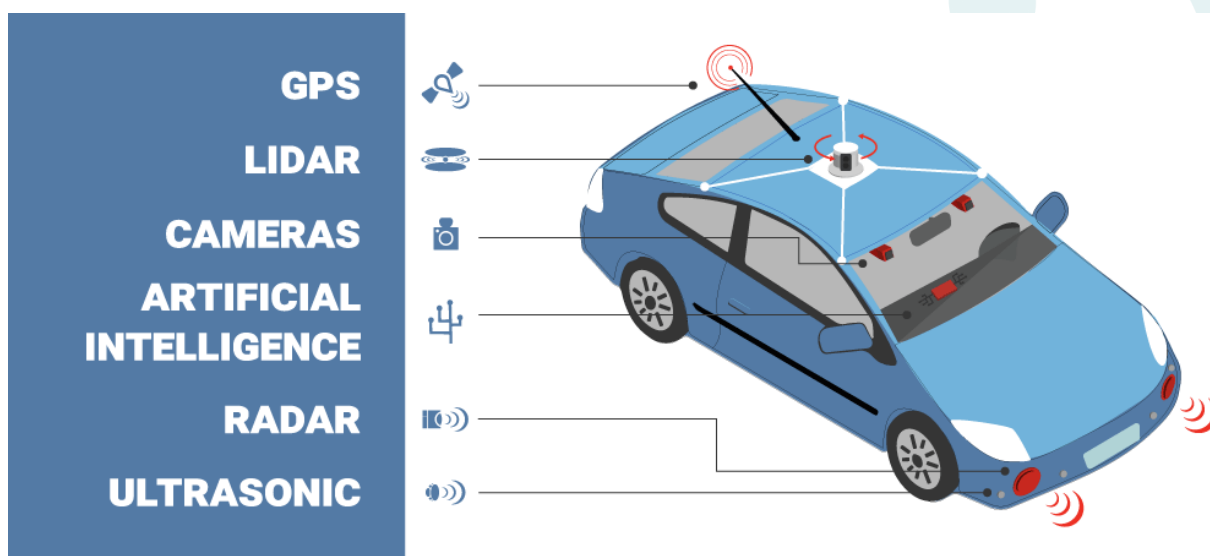 GPS
LIDAR
CAMERAS
ARTIFICIAL
INTELLIGENCE
RADAR
ULTRASONIC